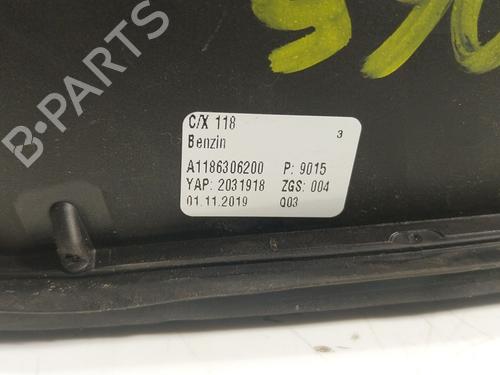 C/X 118
3
Benzin
A1186306200 P: 9015
YAP: 2031918 ZGS: 004
01.11.2019 Q03
B-PARTS